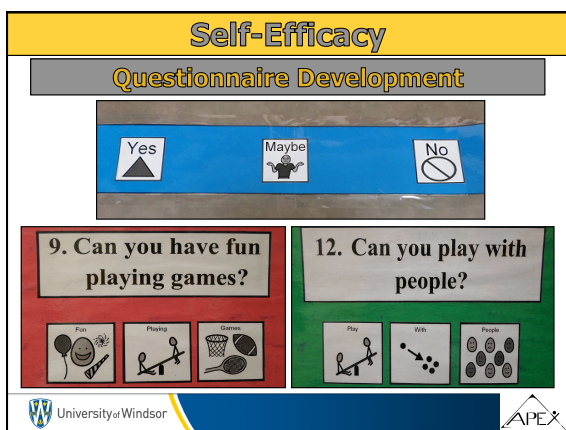 Self-Efficacy
Questionnaire Development
Yes
Maybe
No
9. Can you have fun
playing games?
Fun
Playing
Games
12. Can you play with
people?
Play
With
People
University of Windsor
APEX